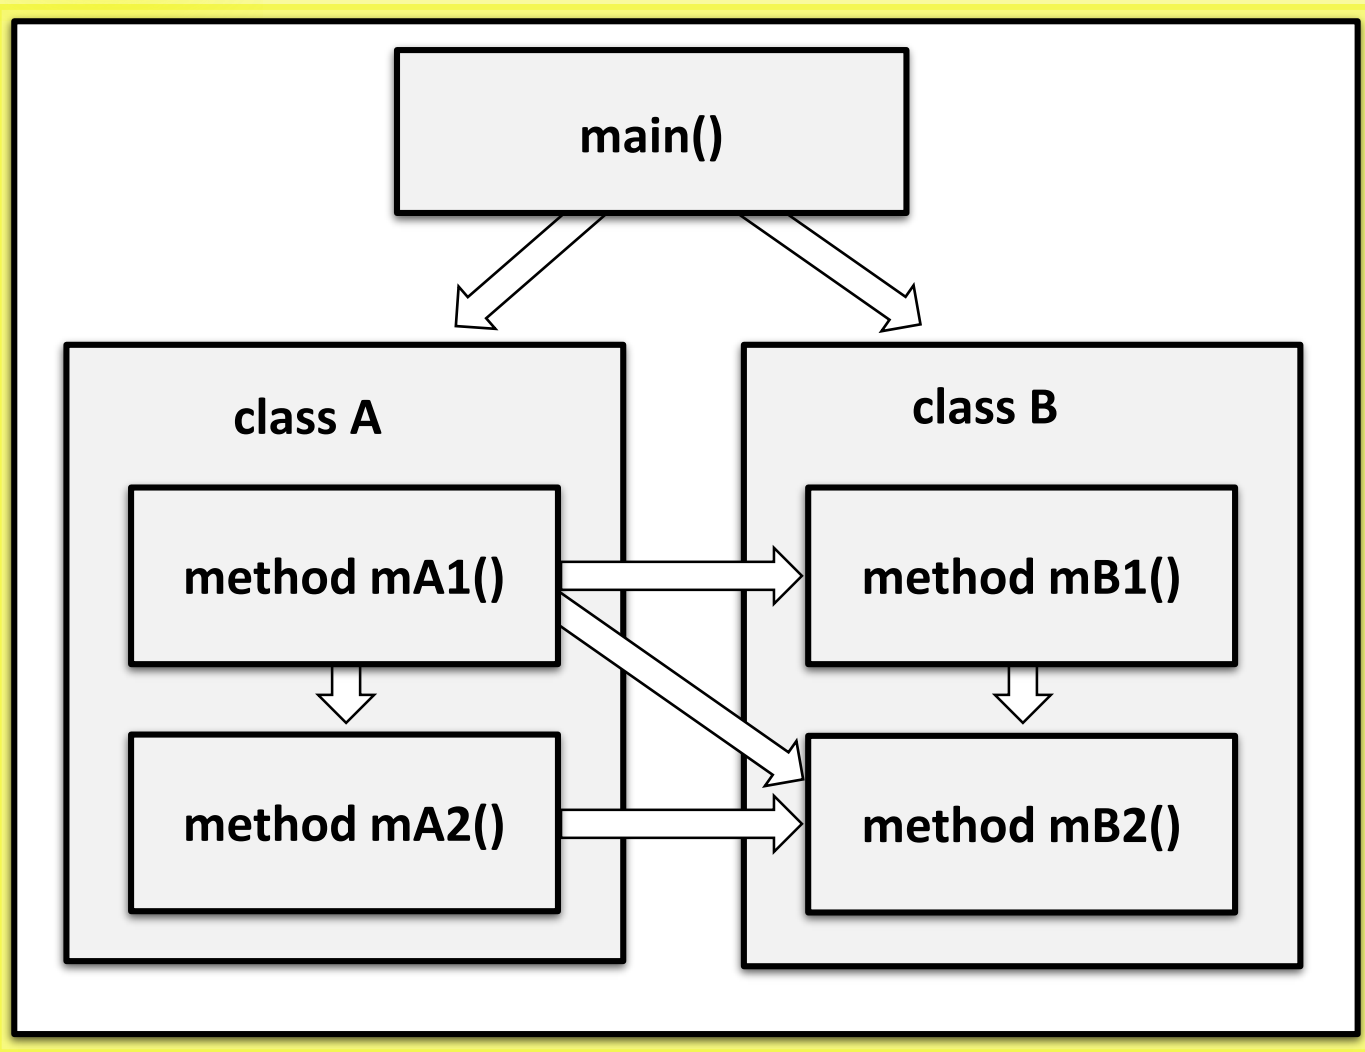 main()
class A
class B
method mA1()
method mB1()
method mA2()
method mB2()